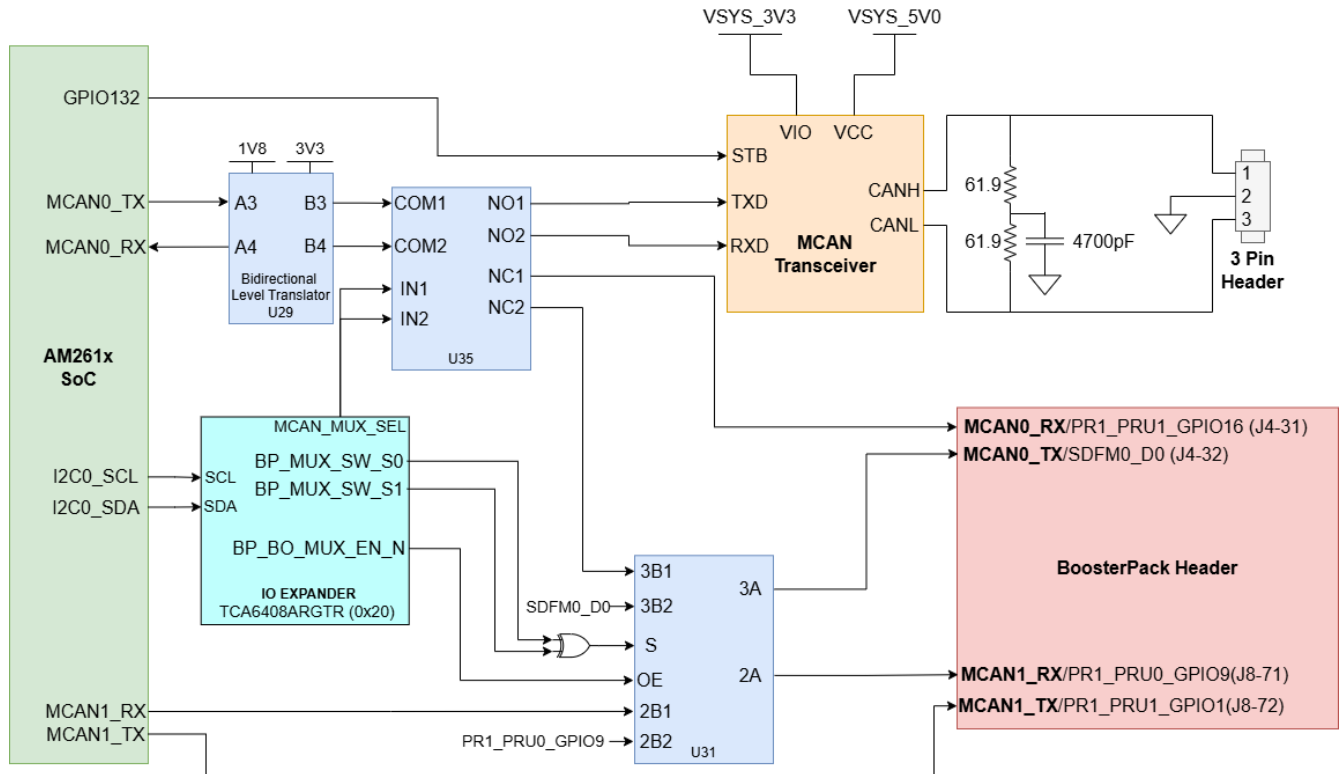 VSYS_3V3
VSYS_5V0
GPIO132
VIO
VCC
STB
1V8
3V3
MCAN0_TX
A3
B3
COM1
NO1
TXD
CANH
61.9
1
2
3
MCAN0_RX
A4
B4
COM2
NO2
RXD
CANL
61.9
4700pF
MCAN
Transceiver
3 Pin
Header
Bidirectional
Level Translator
U29
IN1
IN2
NC1
NC2
U35
AM261x
SoC
MCAN_MUX_SEL
BP_MUX_SW_S0
BP_MUX_SW_S1
I2C0_SCL
SCL
I2C0_SDA
SDA
BP_BO_MUX_EN_N
IO EXPANDER
TCA6408ARGTR (0x20)
MCAN0_RX/PR1_PRU1_GPIO16 (J4-31)
MCAN0_TX/SDFM0_D0 (J4-32)
BoosterPack Header
3B1
3A
SDFM0_D0
3B2
S
OE
2A
MCAN1_RX/PR1_PRU0_GPIO9(J8-71)
MCAN1_TX/PR1_PRU1_GPIO1(J8-72)
MCAN1_RX
MCAN1_TX
2B1
PR1_PRU0_GPIO9
2B2
U31